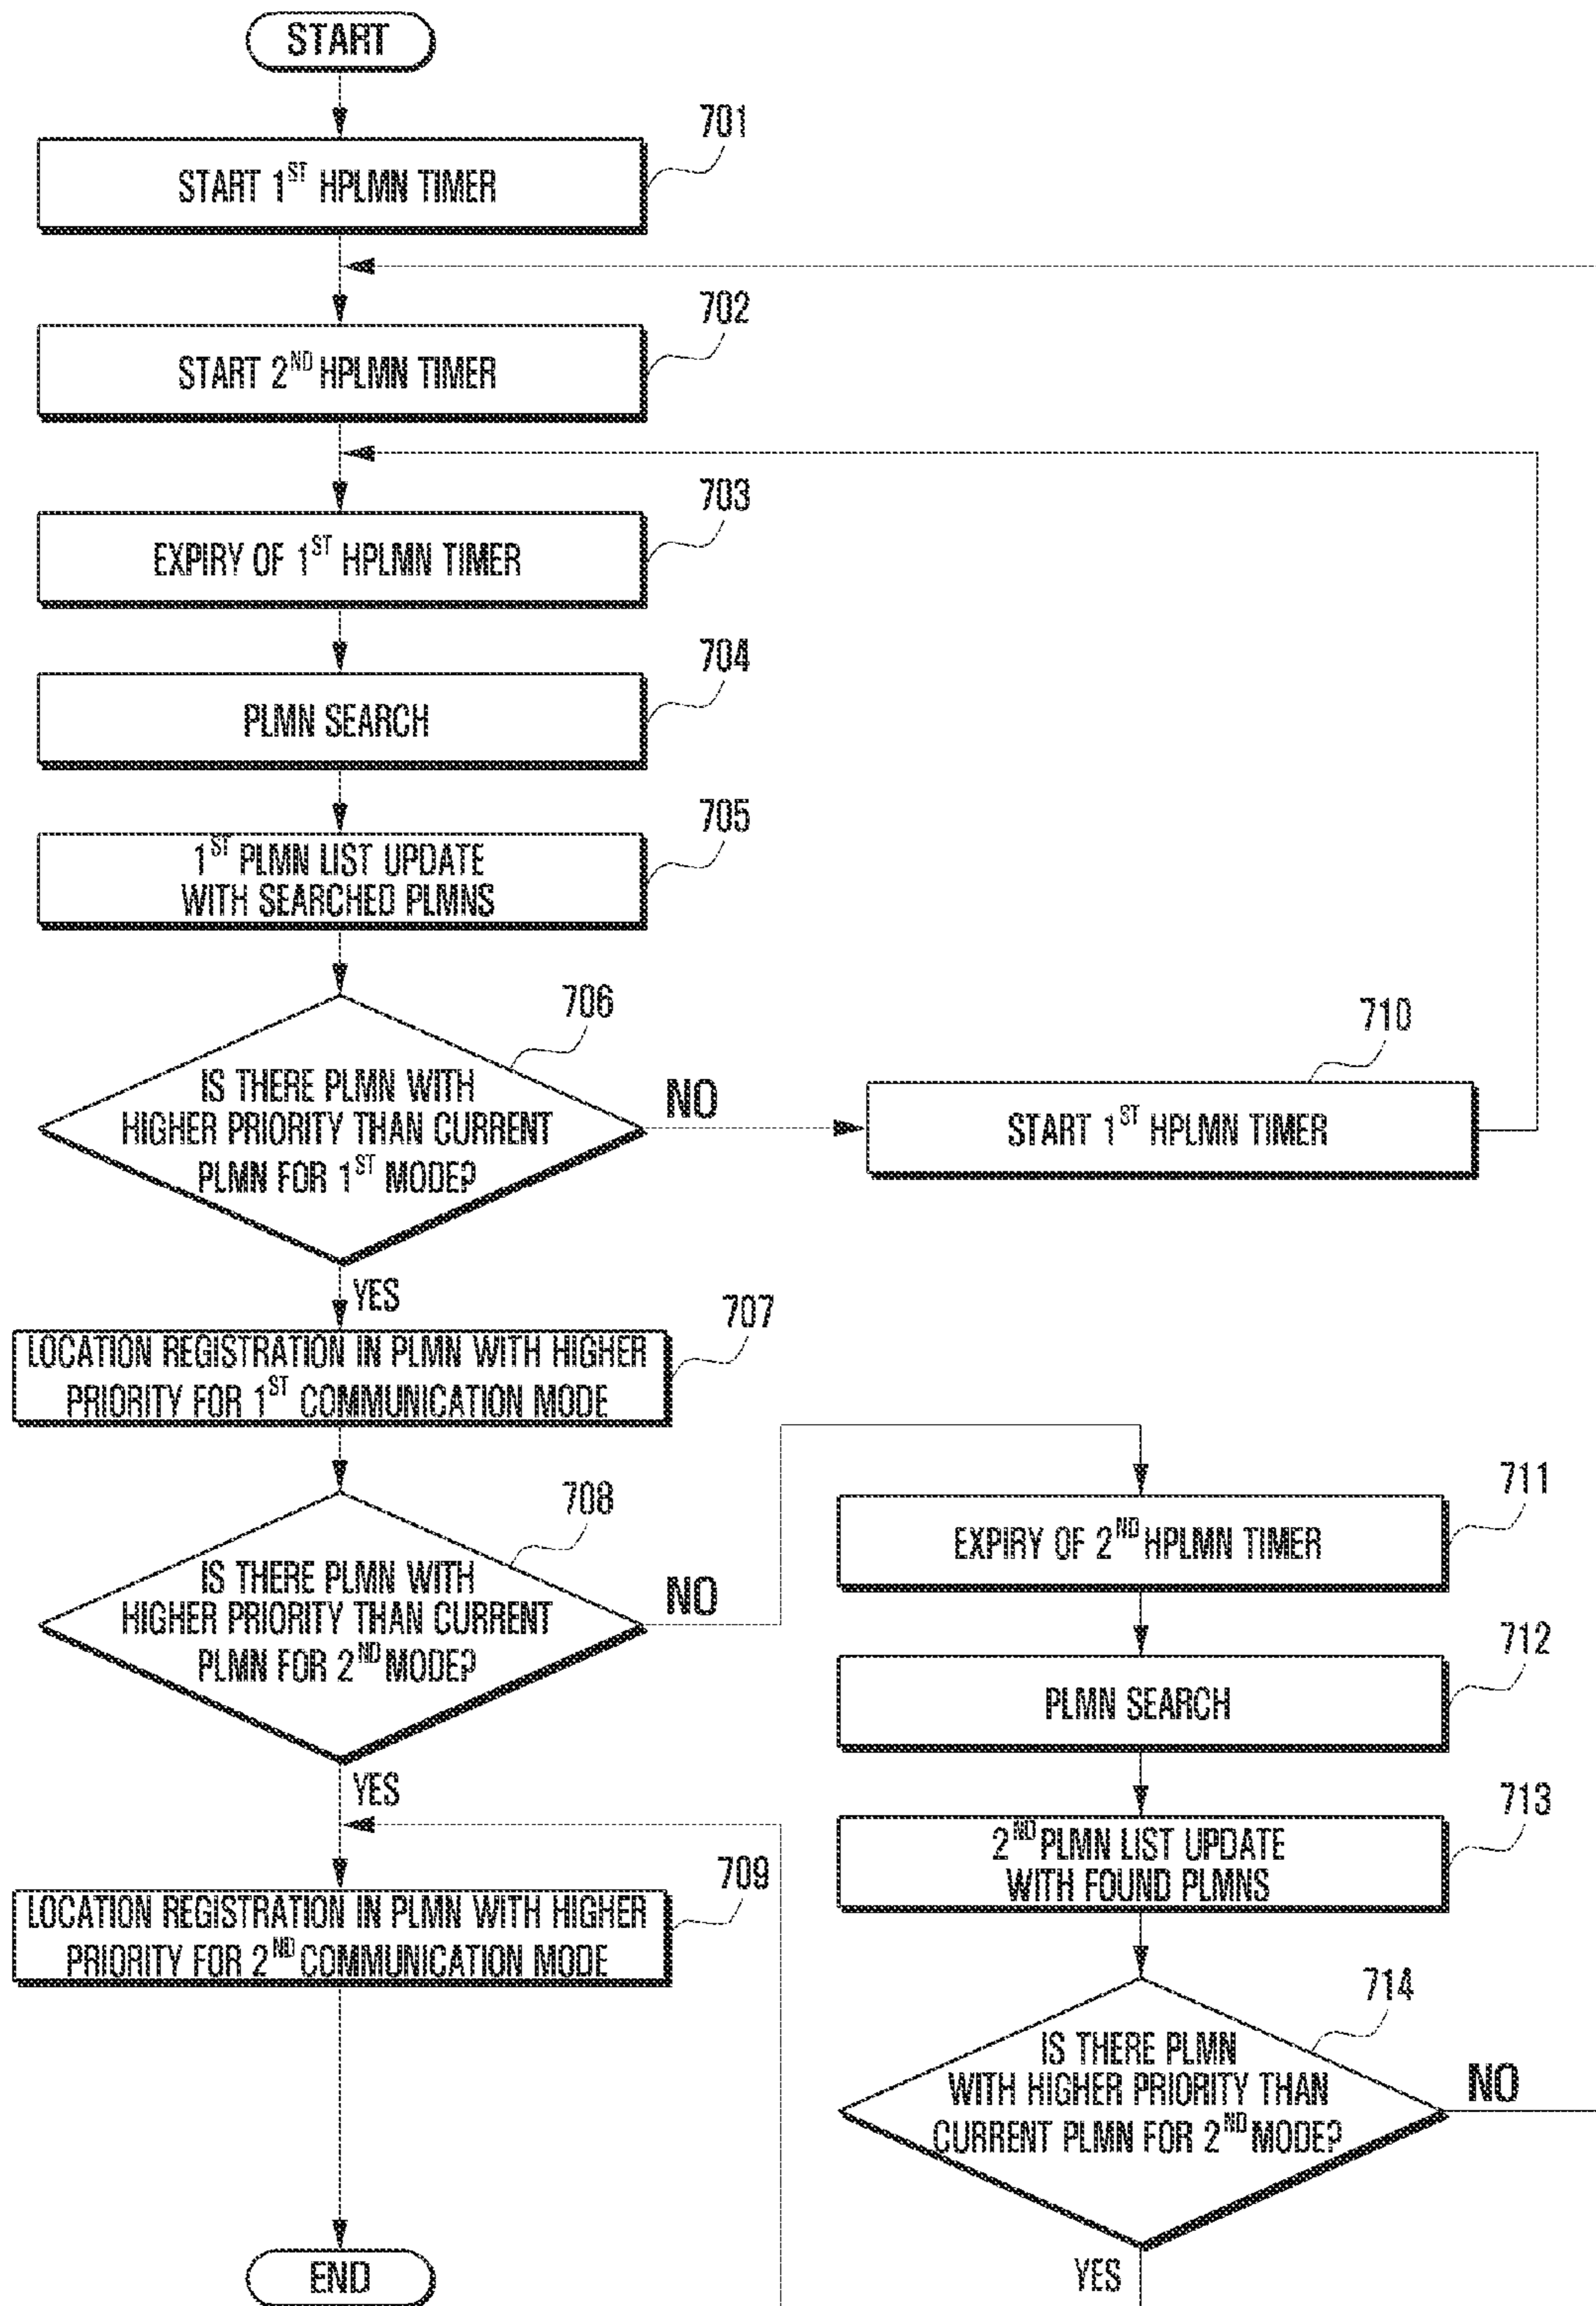 START
701
START 1ST HPLMN TIMER
702
START 2ND HPLMN TIMER
703
EXPIRY OF 1ST HPLMN TIMER
704
PLMN SEARCH
705
1ST PLMN LIST UPDATE
WITH SEARCHED PLMNS
706
IS THERE PLMN WITH
HIGHER PRIORITY THAN CURRENT
PLMN FOR 1ST MODE?
NO
710
START 1ST HPLMN TIMER
YES
707
LOCATION REGISTRATION IN PLMN WITH HIGHER
PRIORITY FOR 1ST COMMUNICATION MODE
708
IS THERE PLMN WITH
HIGHER PRIORITY THAN CURRENT
PLMN FOR 2ND MODE?
NO
YES
709
LOCATION REGISTRATION IN PLMN WITH HIGHER
PRIORITY FOR 2ND COMMUNICATION MODE
END
711
EXPIRY OF 2ND HPLMN TIMER
712
PLMN SEARCH
713
2ND PLMN LIST UPDATE
WITH FOUND PLMNS
714
IS THERE PLMN
WITH HIGHER PRIORITY THAN
CURRENT PLMN FOR 2ND MODE?
NO
YES